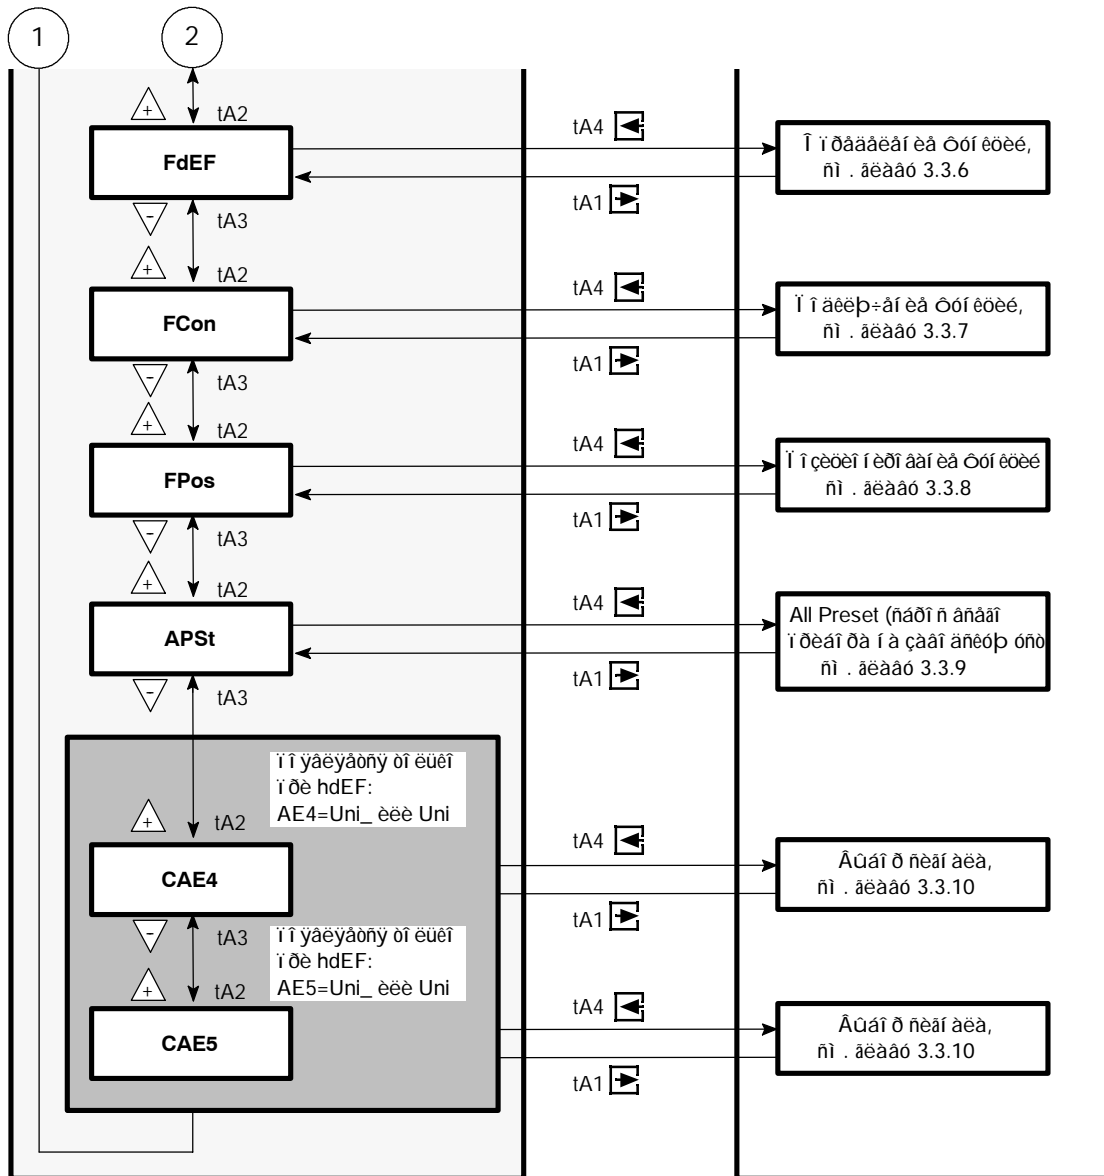 1
2
tA2
FdEF
tA3
tA4
tA1
Î ï ðåäåëåí èå ôóí êöèé,
ñì . ãëàâó 3.3.6
tA2
FCon
tA3
tA4
tA1
Ï î äêëþ÷åí èå ôóí êöèé,
ñì . ãëàâó 3.3.7
tA2
FPos
tA3
tA4
tA1
Ï î çèöèî í èðî âàí èå ôóí êöèé
ñì . ãëàâó 3.3.8
tA2
APSt
tA3
tA4
tA1
All Preset (ñáðî ñ âñåãî
ï ðèáî ðà í à çàâî äñêóþ óñò
ñì . ãëàâó 3.3.9
ï î ÿâëÿåòñÿ òî ëüêî
ï ðè hdEF:
AE4=Uni_ èëè Uni
tA2
CAE4
tA3
tA4
tA1
Âûáî ð ñèãí àëà,
ñì . ãëàâó 3.3.10
ï î ÿâëÿåòñÿ òî ëüêî
ï ðè hdEF:
AE5=Uni_ èëè Uni
tA2
CAE5
tA4
tA1
Âûáî ð ñèãí àëà,
ñì . ãëàâó 3.3.10